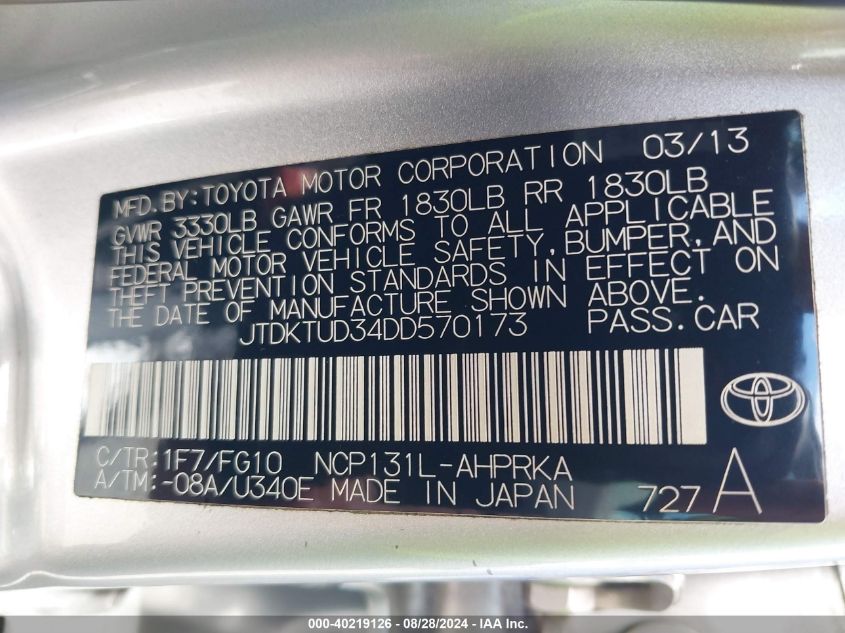 MFD.BY:TOYOTA MOTOR CORPORATION 03/13
GVWR 3330LB GAWR FR 1830LB RR 1830LB
THIS VEHICLE CONFORMS TO ALL APPLICABLE
FEDERAL MOTOR VEHICLE SAFETY,BUMPER,AND
THEFT PREVENTION STANDARDS IN EFFECT ON
THE DATE OF MANUFACTURE SHOWN ABOVE.
JTDKTUD34DD570173 PASS.CAR
C/TR:1F7/FG10 NCP131L-AHPRKA
A/TM:-08A/U340E MADE IN JAPAN 727 A
000-40219126 | 08/28/2024 - IAA Inc.